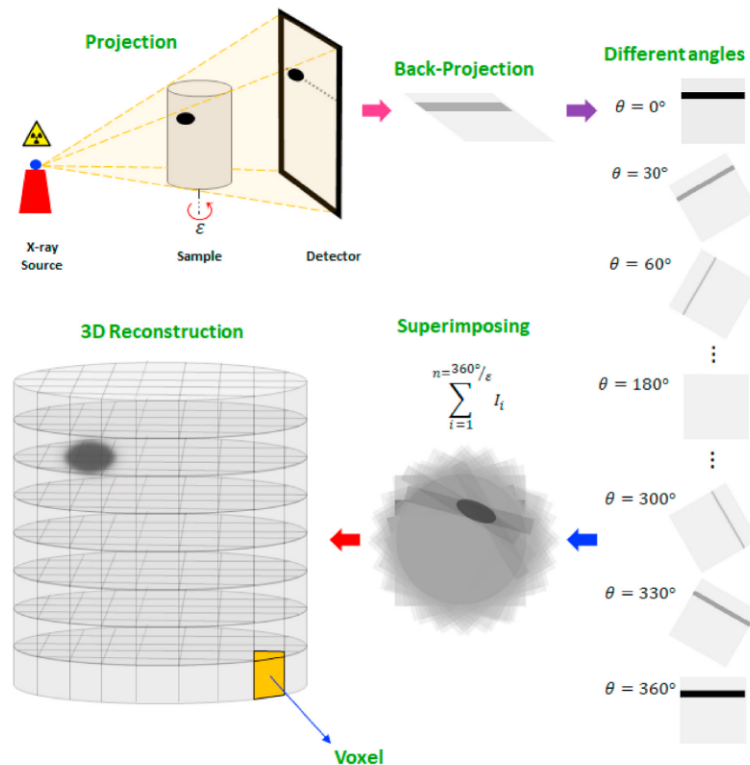 Projection
Back-Projection
Different angles
θ = 0°
θ = 30°
θ = 60°
⋮
θ = 180°
⋮
θ = 300°
θ = 330°
θ = 360°
ε
X-ray
Source
Sample
Detector
3D Reconstruction
Superimposing
n=360°/ε
∑ I_i
i=1
Voxel